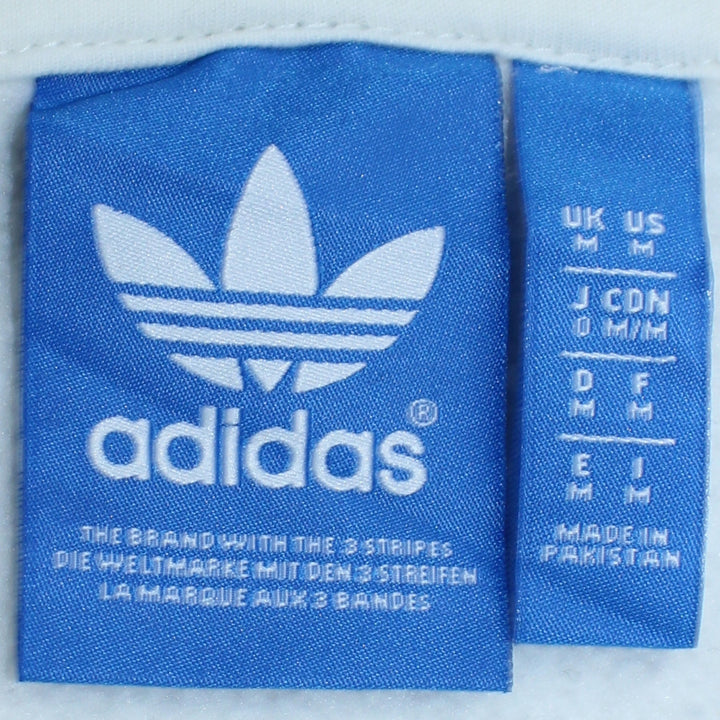 adidas®
THE BRAND WITH THE 3 STRIPES
DIE WELTMARKE MIT DEN 3 STREIFEN
LA MARQUE AUX 3 BANDES
UK US
M M
J CDN
O M/M
D F
M M
E I
M M
MADE IN
PAKISTAN